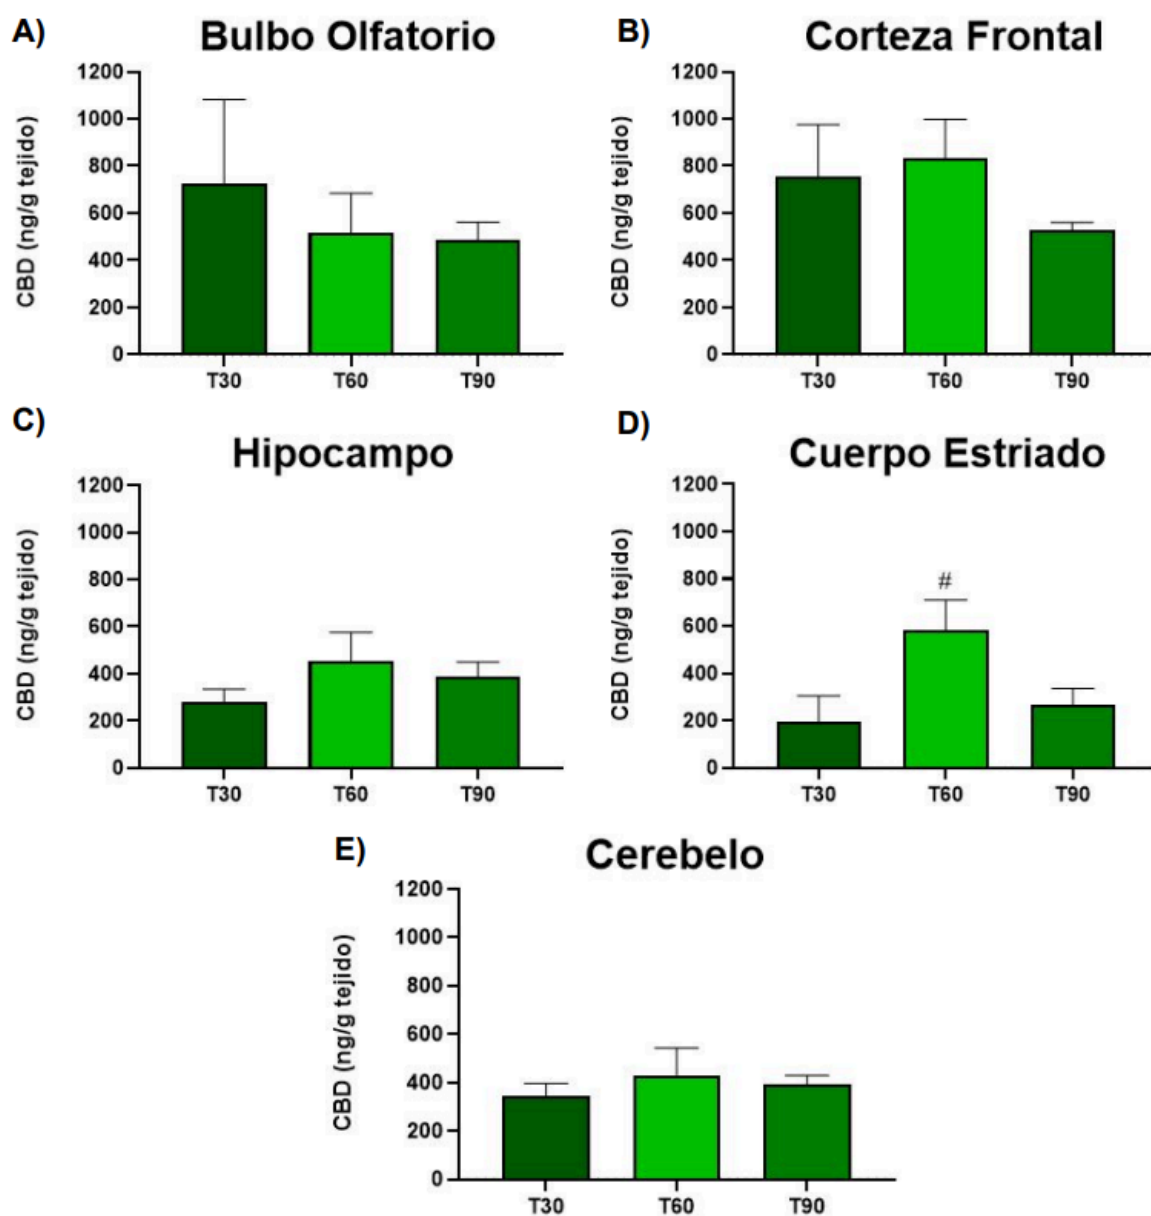 A)
Bulbo Olfatorio
CBD (ng/g tejido)
1200
1000
800
600
400
200
0
T30 T60 T90
B)
Corteza Frontal
CBD (ng/g tejido)
1200
1000
800
600
400
200
0
T30 T60 T90
C)
Hipocampo
CBD (ng/g tejido)
1200
1000
800
600
400
200
0
T30 T60 T90
D)
Cuerpo Estriado
CBD (ng/g tejido)
1200
1000
800
600
400
200
0
#
T30 T60 T90
E)
Cerebelo
CBD (ng/g tejido)
1200
1000
800
600
400
200
0
T30 T60 T90